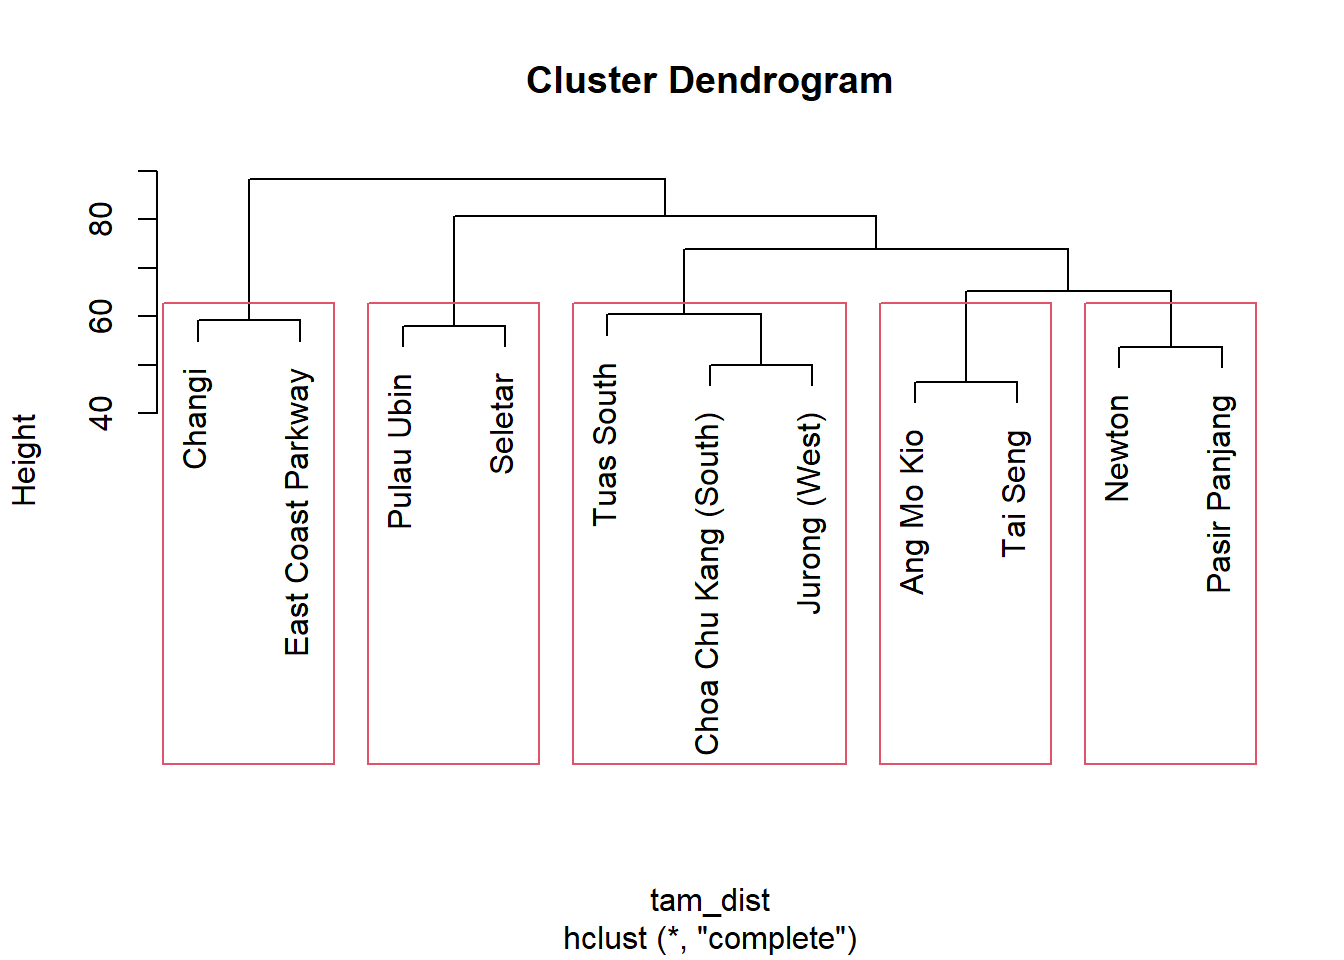 Cluster Dendrogram
Height
80
60
40
Changi
East Coast Parkway
Pulau Ubin
Seletar
Tuas South
Choa Chu Kang (South)
Jurong (West)
Ang Mo Kio
Tai Seng
Newton
Pasir Panjang
tam_dist
hclust (*, "complete")